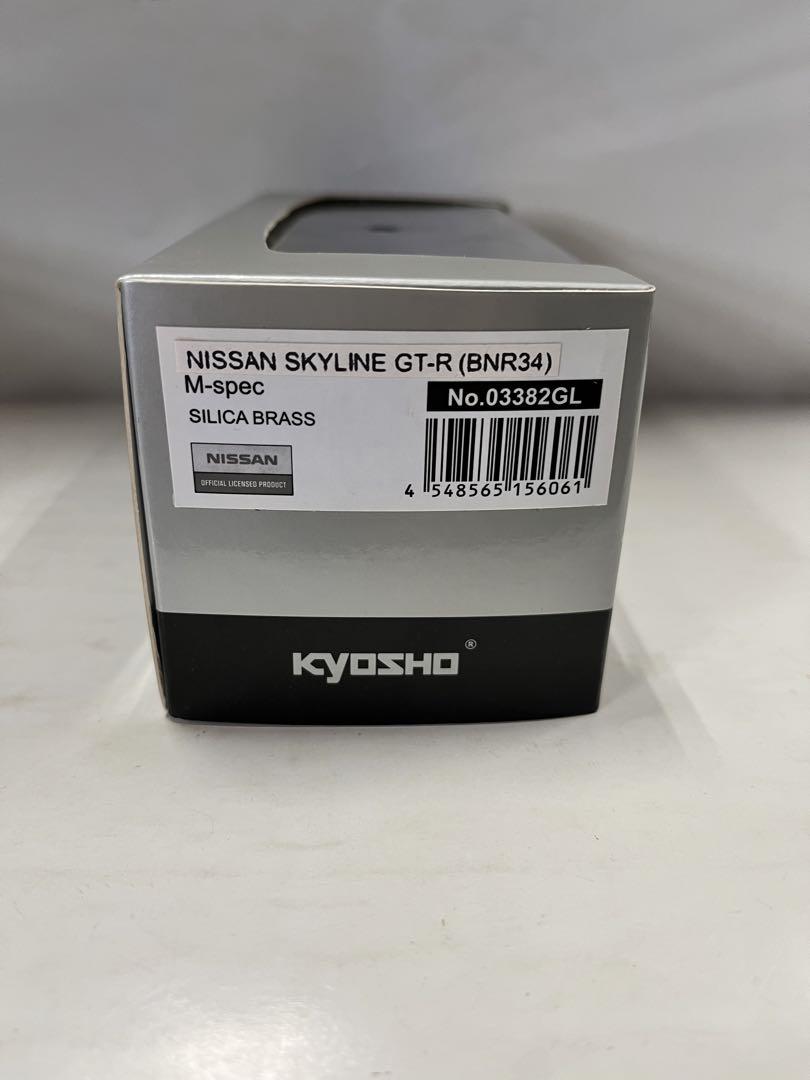 NISSAN SKYLINE GT-R (BNR34)
M-spec
No.03382GL
SILICA BRASS
NISSAN
OFFICIAL LICENSED PRODUCT
4 548565 156061
KYOSHO®